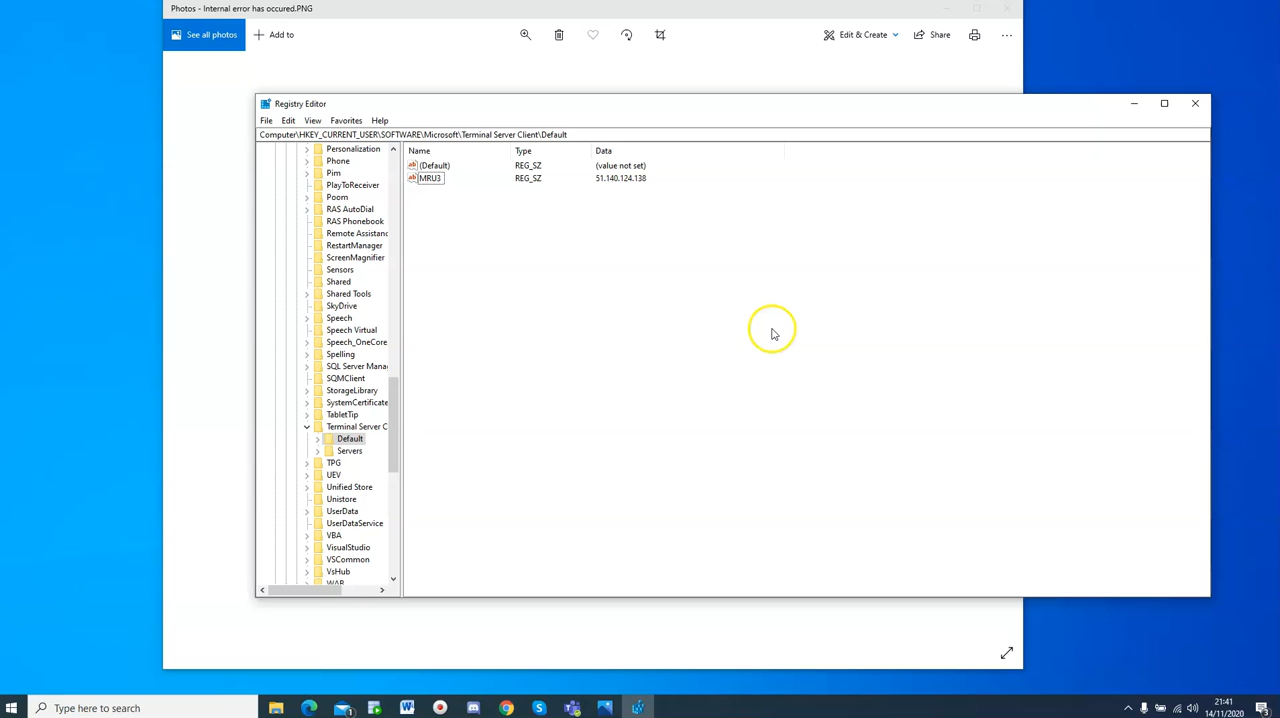 Photos - Internal error has occured.PNG
See all photos
Add to
Edit & Create
Share
Registry Editor
File Edit View Favorites Help
Computer\HKEY_CURRENT_USER\SOFTWARE\Microsoft\Terminal Server Client\Default
Name Type Data
(Default) REG_SZ (value not set)
MRU3 REG_SZ 51.140.124.138
Personalization
Phone
Pim
PlayToReceiver
Poom
RAS AutoDial
RAS Phonebook
Remote Assistanc
RestartManager
ScreenMagnifier
Sensors
Shared
Shared Tools
SkyDrive
Speech
Speech Virtual
Speech_OneCore
Spelling
SQL Server Mana
SQMClient
StorageLibrary
SystemCertificate
TabletTip
Terminal Server C
Default
Servers
TPG
UEV
Unified Store
Unistore
UserData
UserDataService
VBA
VisualStudio
VSCommon
VsHub
WAB
Type here to search
21:41
14/11/2020